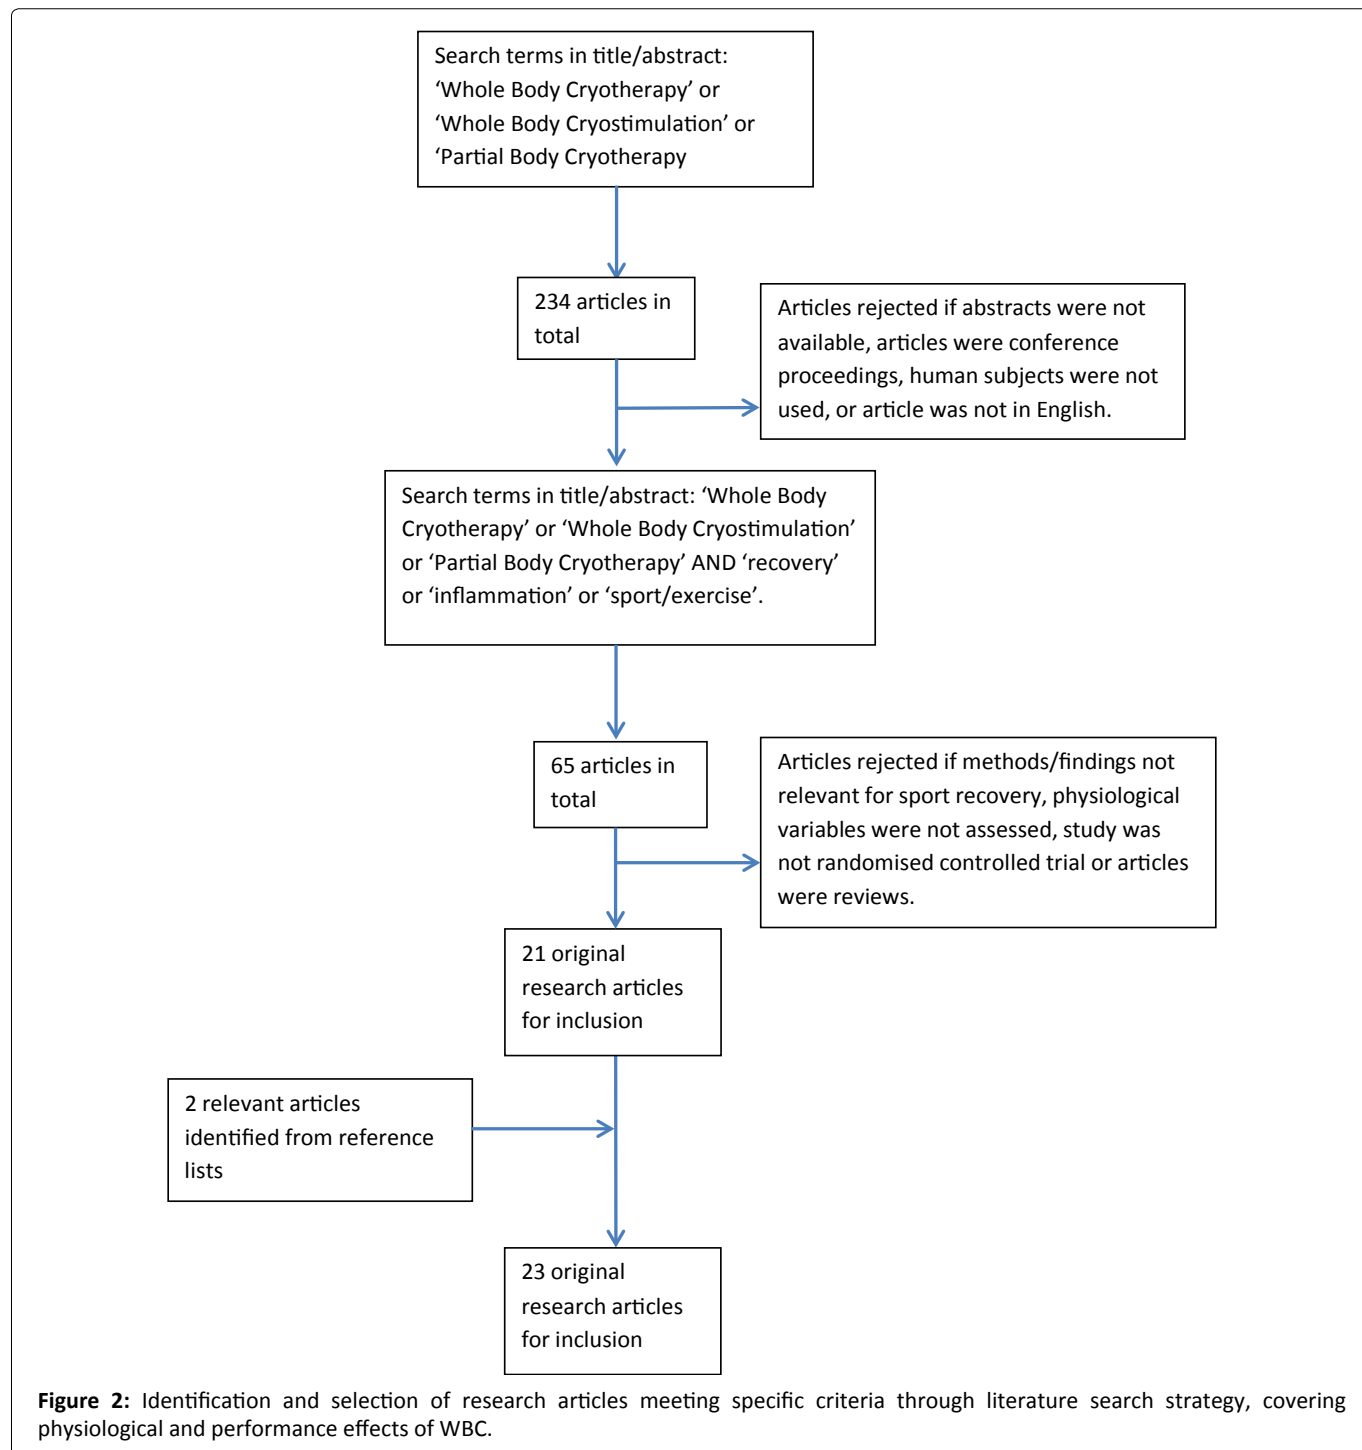 Search terms in title/abstract:
‘Whole Body Cryotherapy’ or
‘Whole Body Cryostimulation’ or
‘Partial Body Cryotherapy
234 articles in
total
Articles rejected if abstracts were not
available, articles were conference
proceedings, human subjects were not
used, or article was not in English.
Search terms in title/abstract: ‘Whole Body
Cryotherapy’ or ‘Whole Body Cryostimulation’
or ‘Partial Body Cryotherapy’ AND ‘recovery’
or ‘inflammation’ or ‘sport/exercise’.
65 articles in
total
Articles rejected if methods/findings not
relevant for sport recovery, physiological
variables were not assessed, study was
not randomised controlled trial or articles
were reviews.
21 original
research articles
for inclusion
2 relevant articles
identified from reference
lists
23 original
research articles
for inclusion
Figure 2: Identification and selection of research articles meeting specific criteria through literature search strategy, covering
physiological and performance effects of WBC.